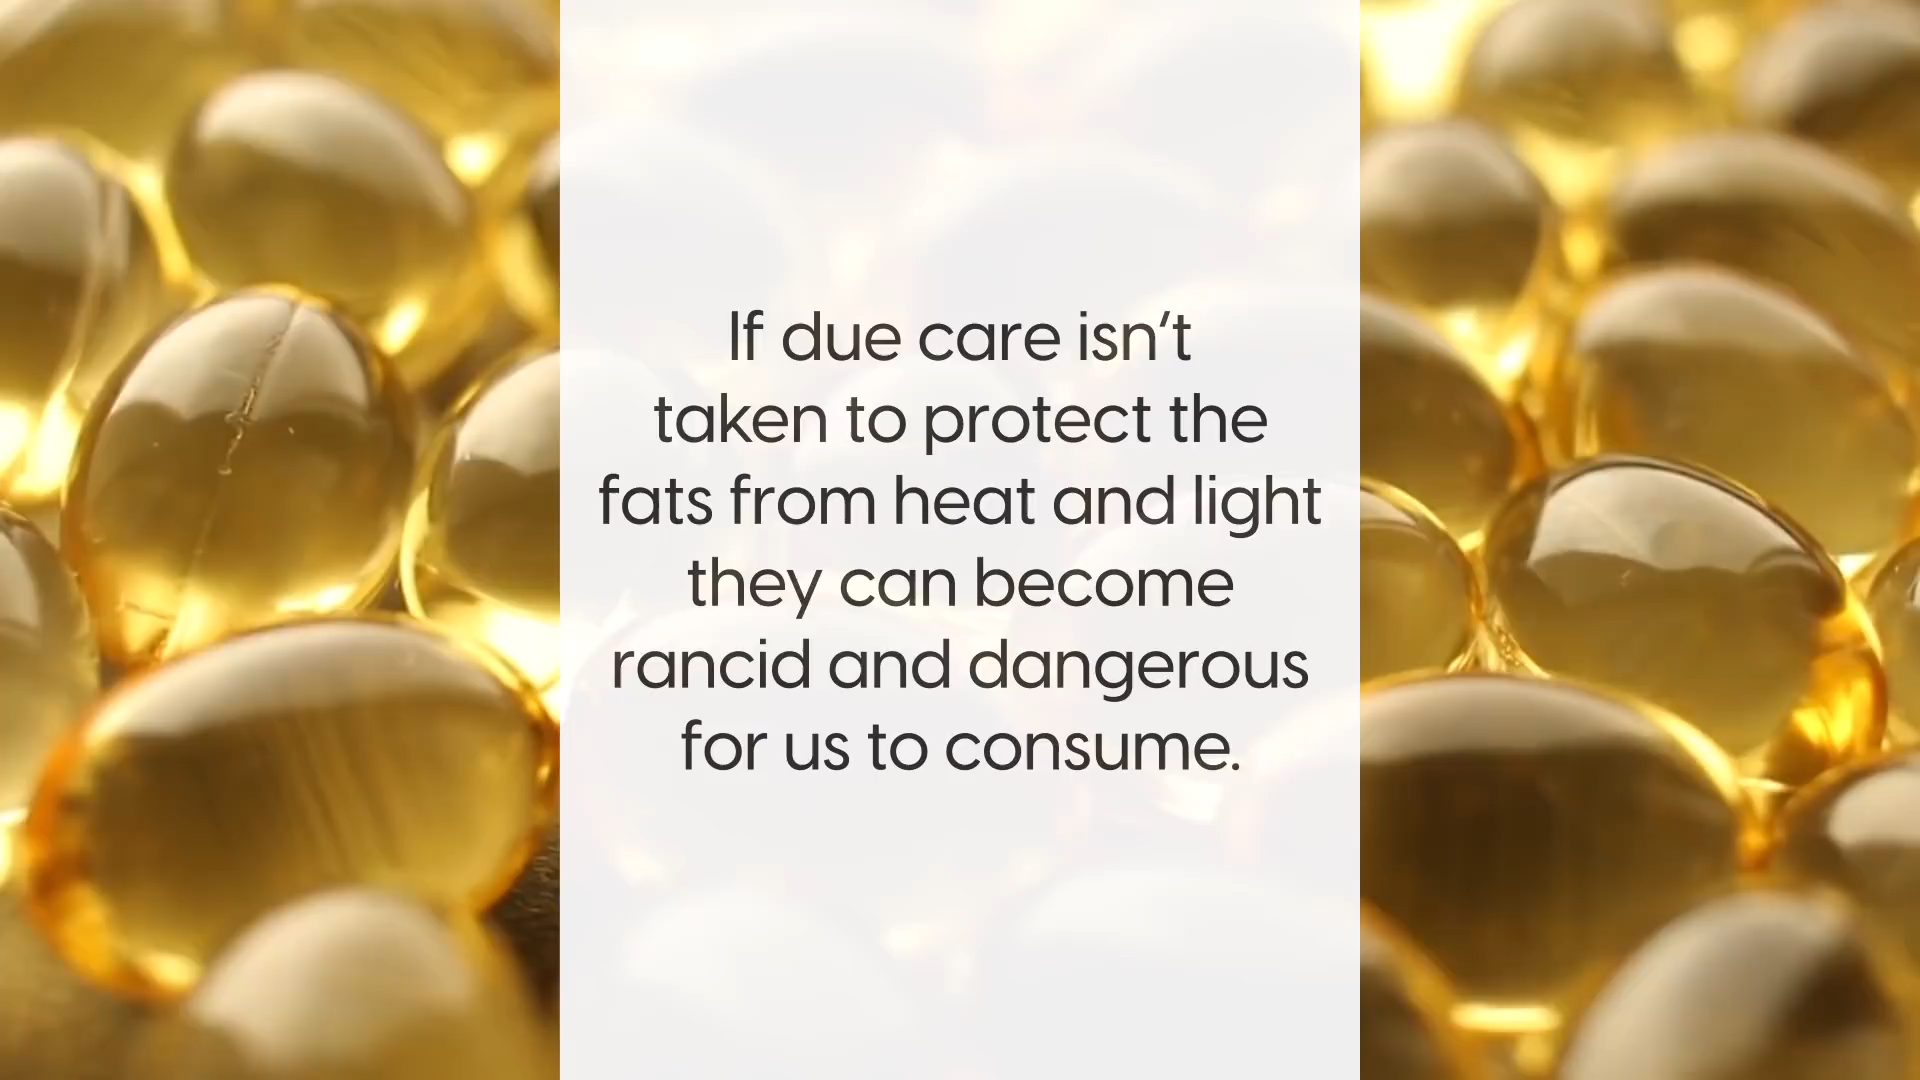 If due care isn’t
taken to protect the
fats from heat and light
they can become
rancid and dangerous
for us to consume.